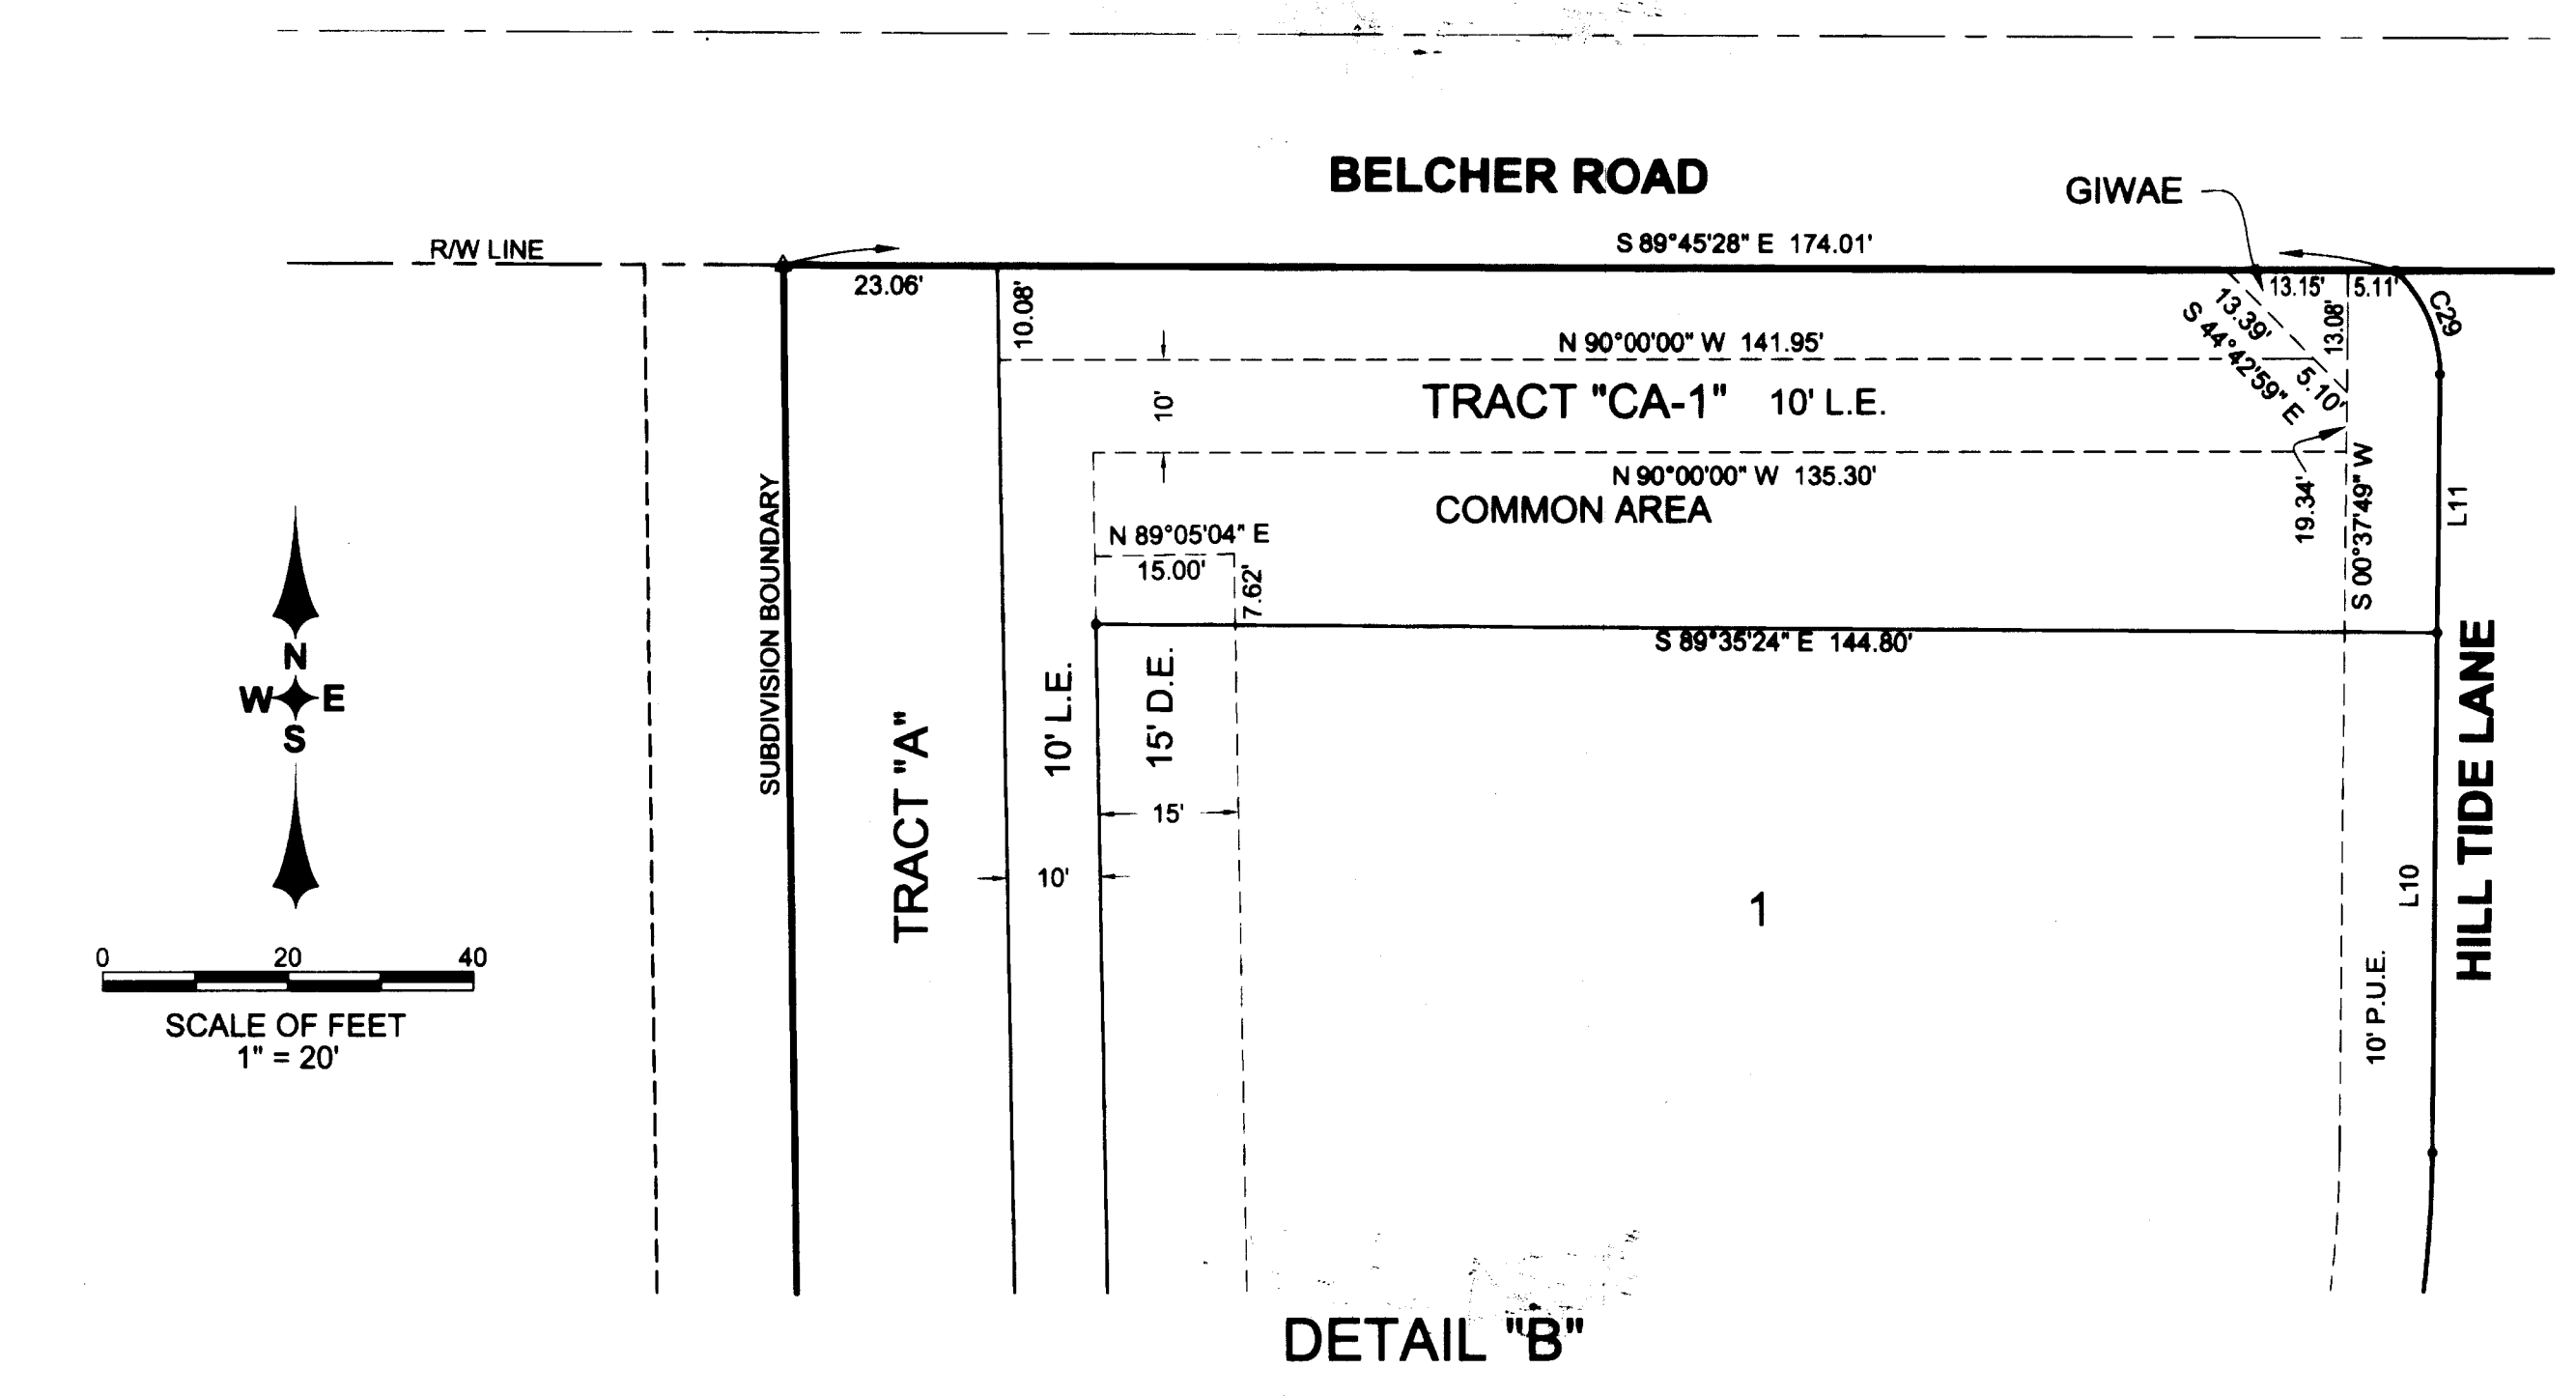 BELCHER ROAD
GIWAE
R/W LINE
S 89°45'28" E 174.01'
23.06'
13.15'
5.11'
C29
10.08'
13.39'
S 44°42'59" E
13.08'
5.10'
N 90°00'00" W 141.95'
10'
TRACT "CA-1" 10' L.E.
N 90°00'00" W 135.30'
COMMON AREA
19.34'
S 00°37'49" W
L11
SUBDIVISION BOUNDARY
N 89°05'04" E
15.00'
7.62'
S 89°35'24" E 144.80'
N
W E
S
TRACT "A"
10' L.E.
15' D.E.
15'
10'
1
L10
HILL TIDE LANE
10' P.U.E.
0 20 40
SCALE OF FEET
1" = 20'
DETAIL "B"